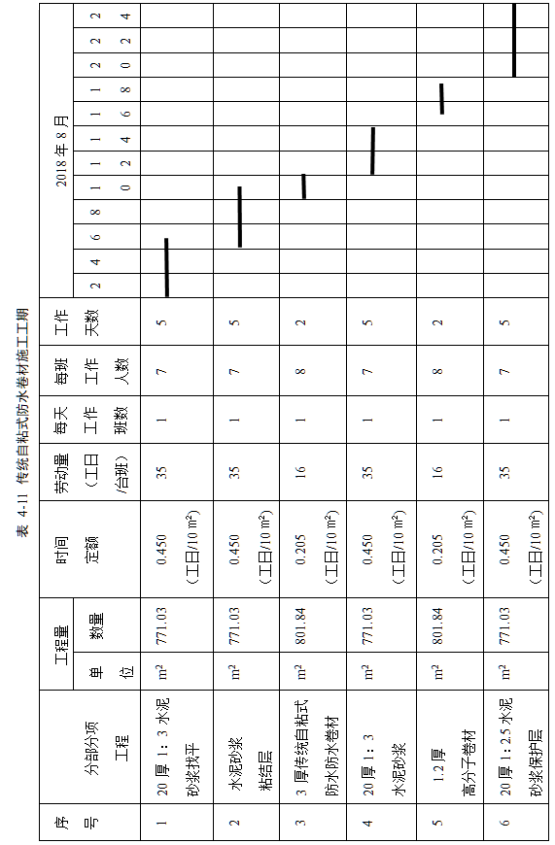 表 4-11 传统自粘式防水卷材施工工期
序号 分部分项工程 工程量 时间定额 劳动量（工日/台班） 每天工作班数 每班工作人数 工作天数 2018 年 8 月
单位 数量 2 4 6 8 10 12 14 16 18 20 22 24
1 20 厚 1：3 水泥砂浆找平 m² 771.03 0.450（工日/10 m²） 35 1 7 5
2 水泥砂浆粘结层 m² 771.03 0.450（工日/10 m²） 35 1 7 5
3 3 厚传统自粘式防水防水卷材 m² 801.84 0.205（工日/10 m²） 16 1 8 2
4 20 厚 1：3 水泥砂浆 m² 771.03 0.450（工日/10 m²） 35 1 7 5
5 1.2 厚高分子卷材 m² 801.84 0.205（工日/10 m²） 16 1 8 2
6 20 厚 1：2.5 水泥砂浆保护层 m² 771.03 0.450（工日/10 m²） 35 1 7 5